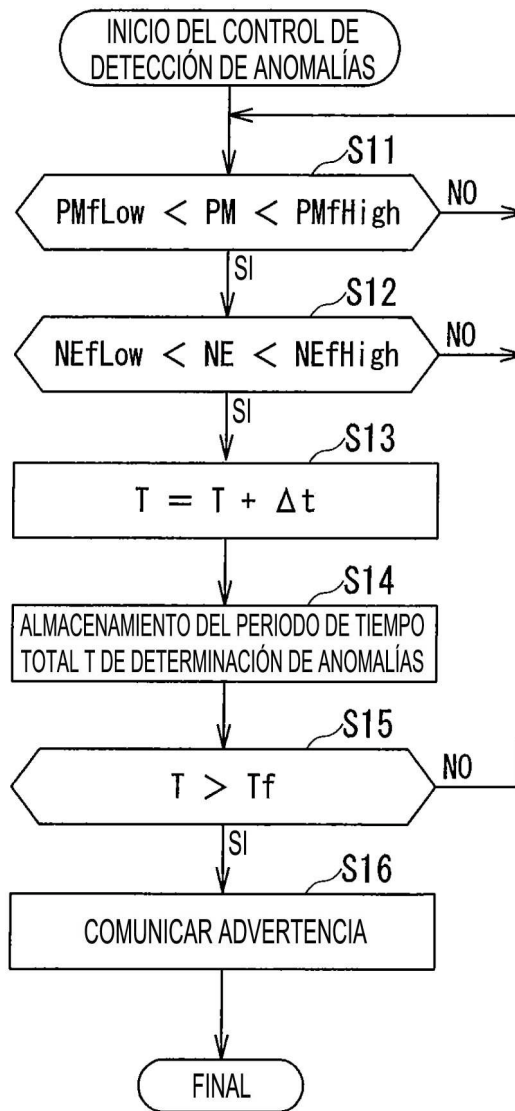 INICIO DEL CONTROL DE
DETECCIÓN DE ANOMALÍAS
S11
PMfLow < PM < PMfHigh
NO
SI
S12
NEfLow < NE < NEfHigh
NO
SI
S13
T = T + Δt
S14
ALMACENAMIENTO DEL PERIODO DE TIEMPO
TOTAL T DE DETERMINACIÓN DE ANOMALÍAS
S15
T > Tf
NO
SI
S16
COMUNICAR ADVERTENCIA
FINAL